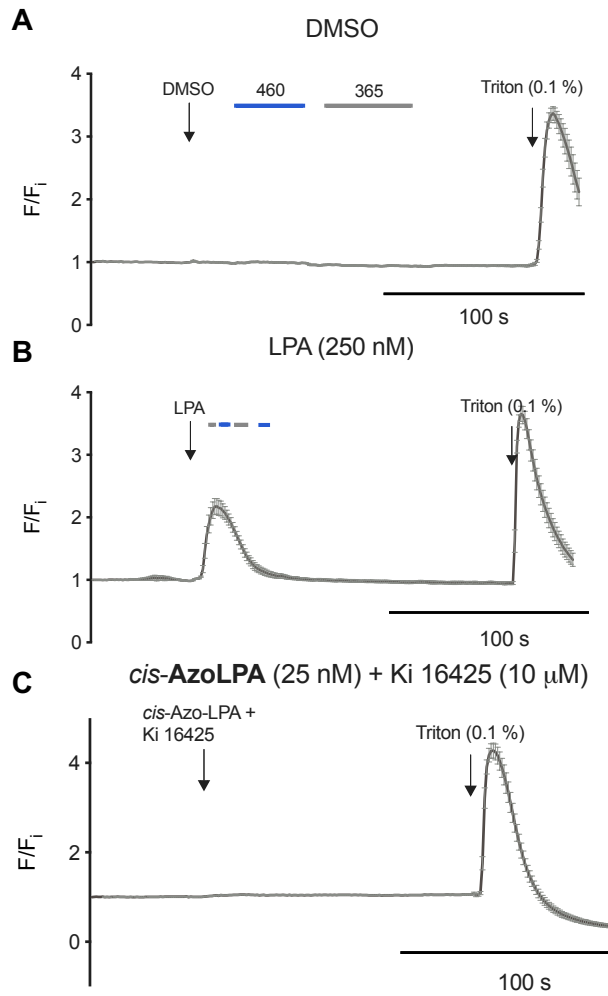 A
DMSO
4
DMSO
460
365
Triton (0.1 %)
3
F/Fi
2
1
0
100 s
B
LPA (250 nM)
4
LPA
Triton (0.1 %)
3
F/Fi
2
1
0
100 s
C
cis-AzoLPA (25 nM) + Ki 16425 (10 μM)
cis-Azo-LPA +
Ki 16425
Triton (0.1 %)
4
F/Fi
2
0
100 s